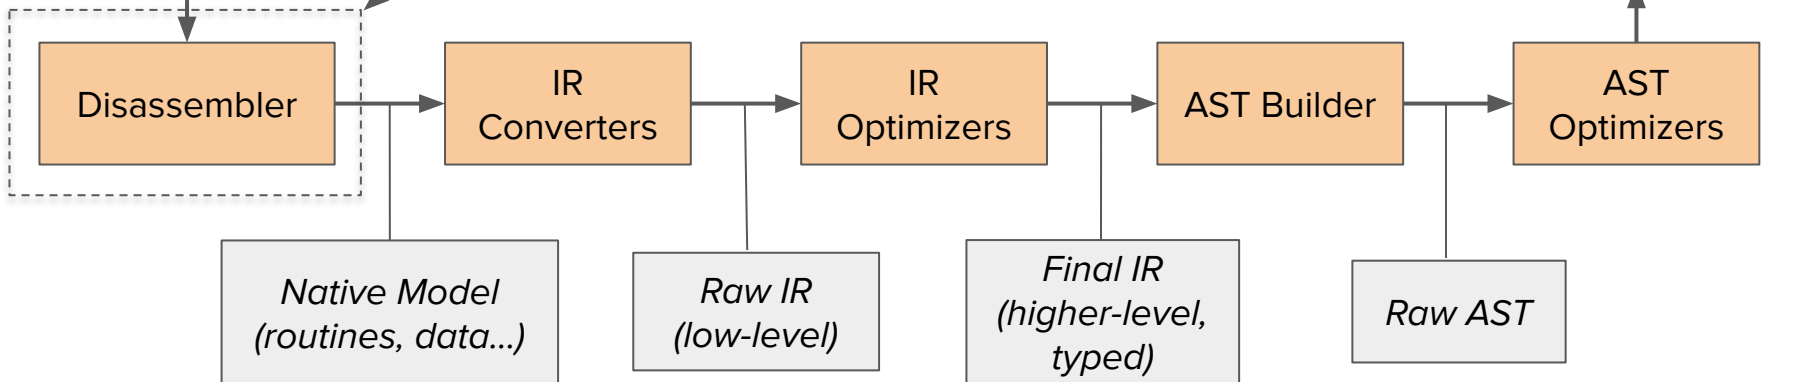 Disassembler
IR
Converters
IR
Optimizers
AST Builder
AST
Optimizers
Native Model
(routines, data...)
Raw IR
(low-level)
Final IR
(higher-level,
typed)
Raw AST